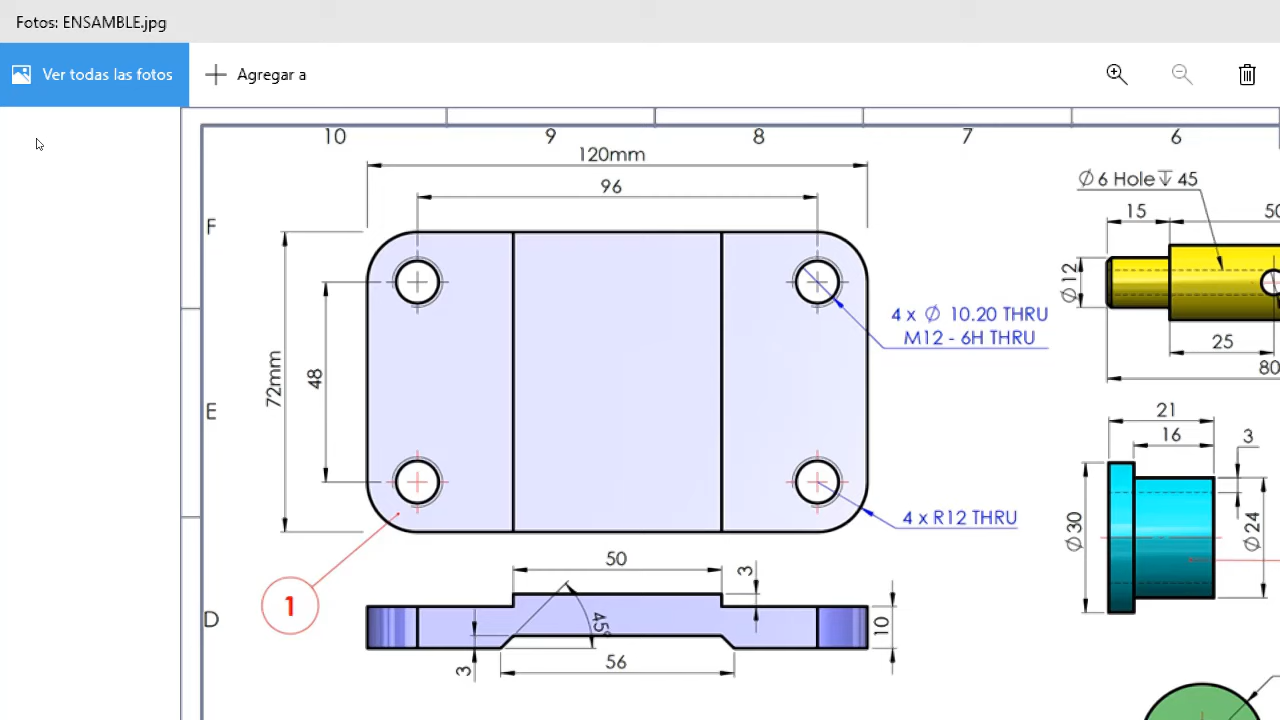 Fotos: ENSAMBLE.jpg
Ver todas las fotos
Agregar a
10
9
8
7
6
120mm
96
F
E
D
72mm
48
4 x ∅ 10.20 THRU
M12 - 6H THRU
4 x R12 THRU
1
50
3
45°
10
3
56
∅6 Hole↧45
15
50
∅12
25
80
21
16
3
∅30
∅24